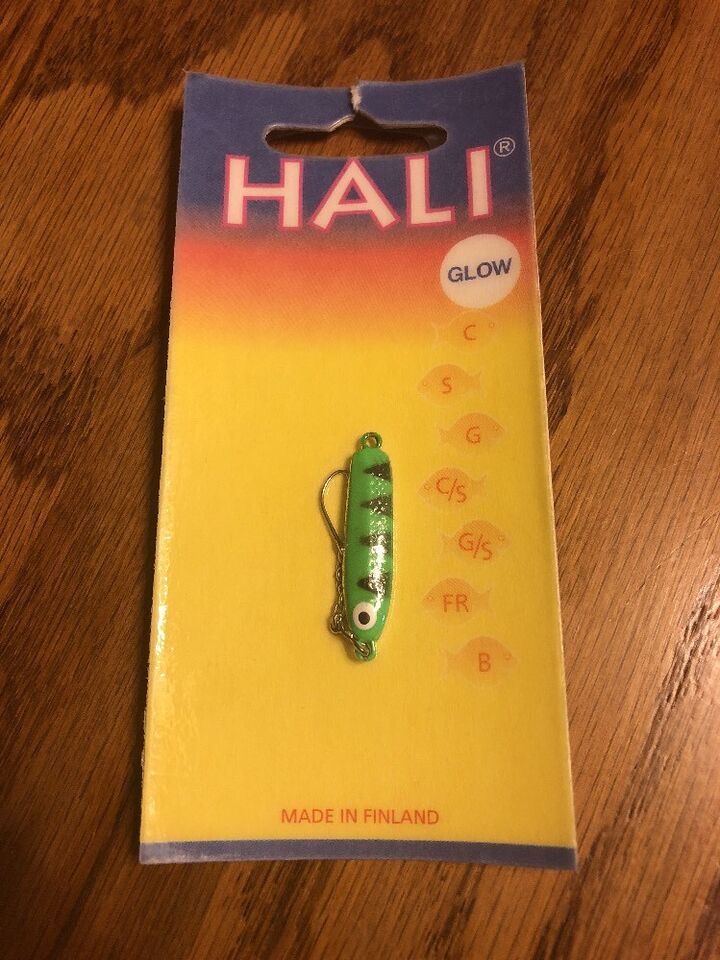 HALI®
GLOW
C
S
G
C/S
G/S
FR
B
MADE IN FINLAND